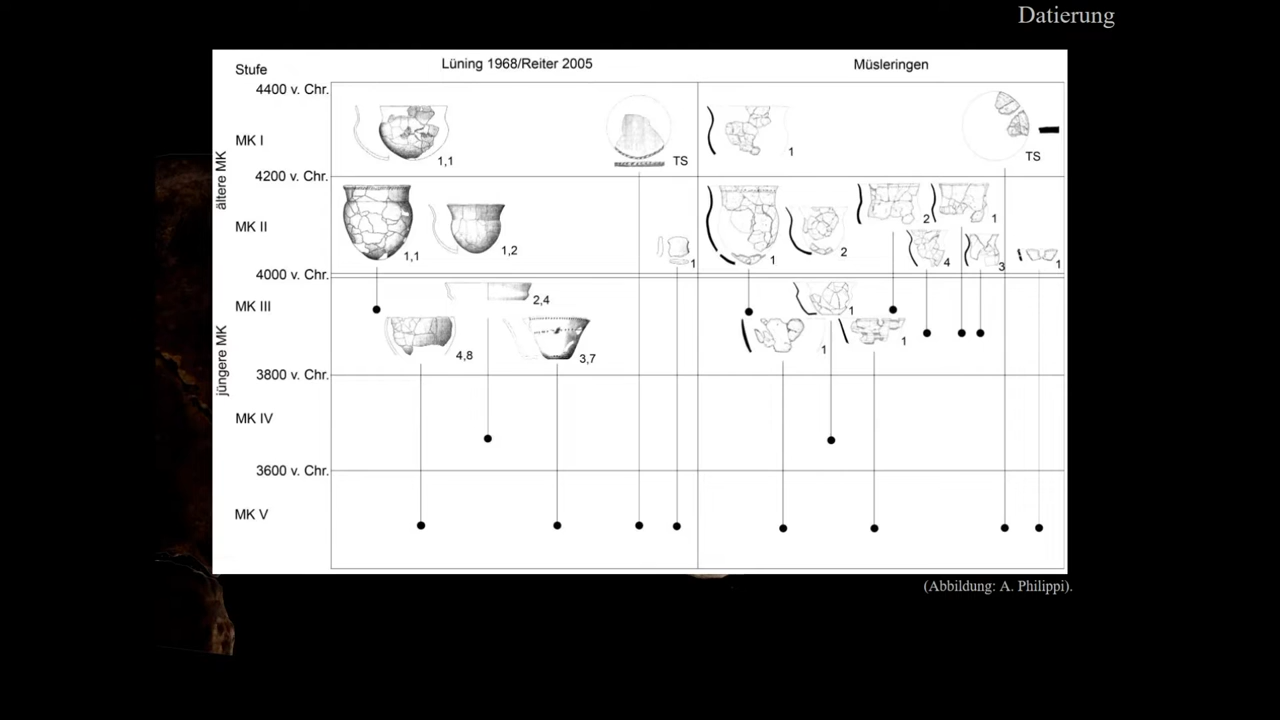 Datierung
Stufe
Lüning 1968/Reiter 2005
Müsleringen
4400 v. Chr.
MK I
1,1
TS
1
TS
ältere MK
4200 v. Chr.
MK II
1,1
1,2
1
1
2
2
1
4
3
1
4000 v. Chr.
MK III
2,4
1
jüngere MK
4,8
3,7
1
1
3800 v. Chr.
MK IV
3600 v. Chr.
MK V
(Abbildung: A. Philippi).